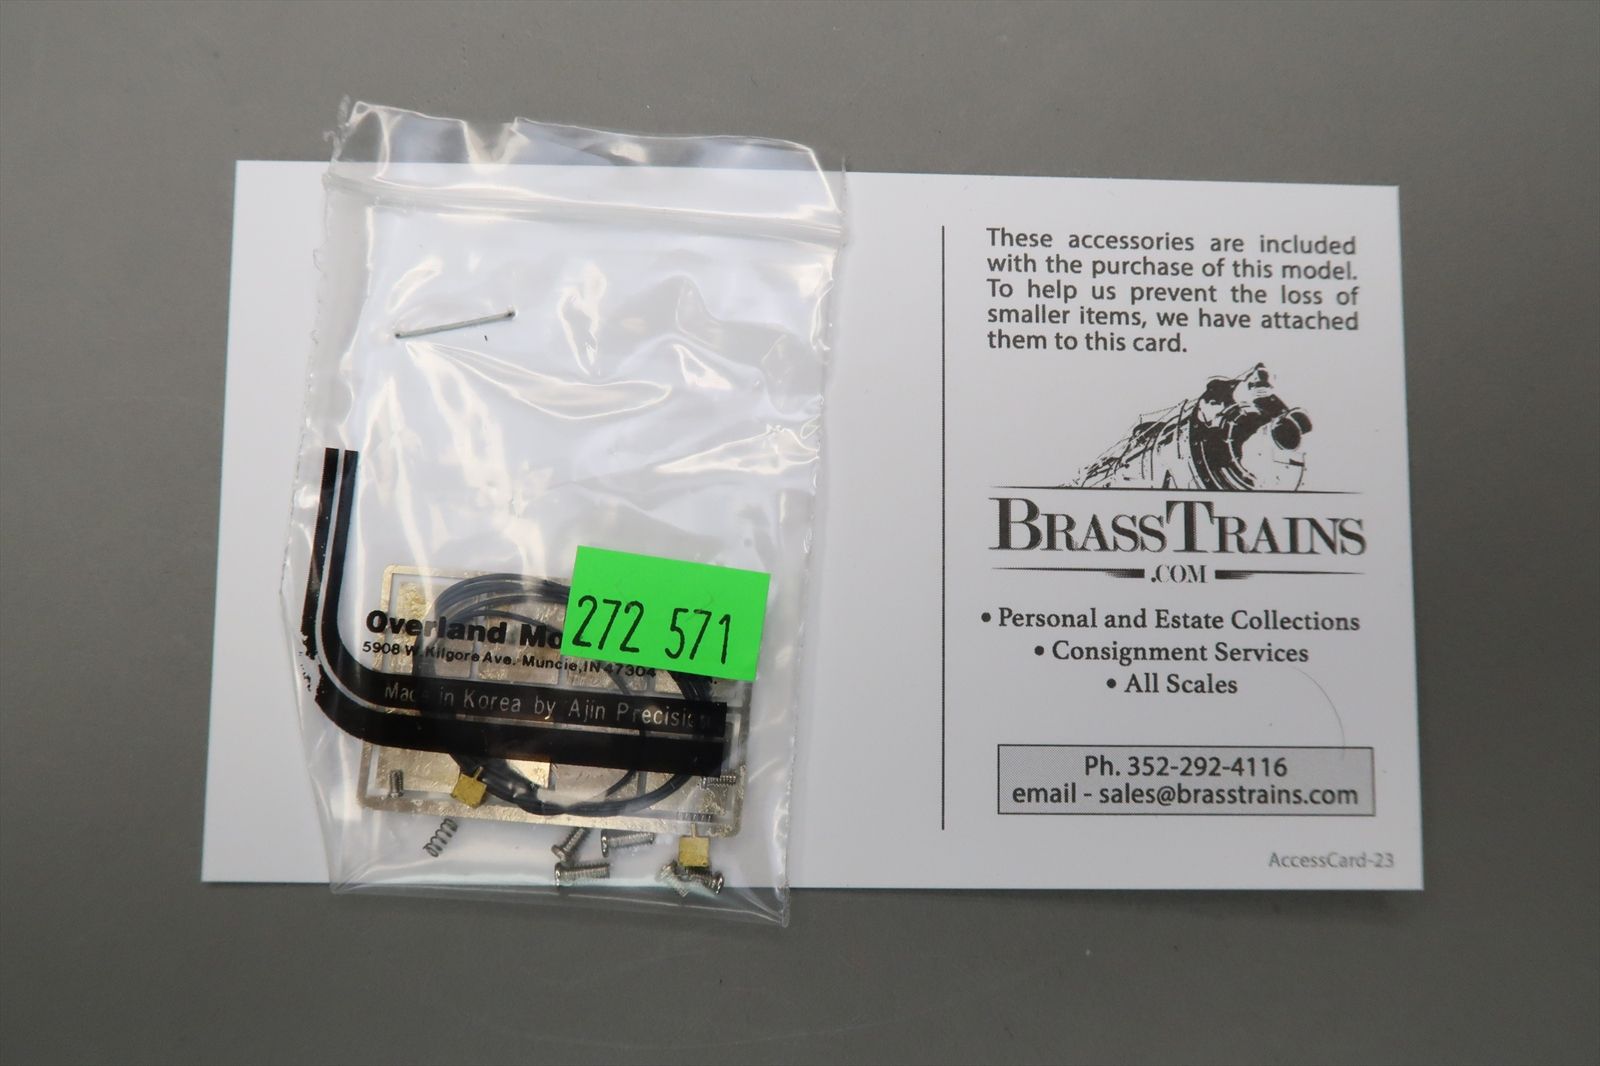 Overland Mo
5908 W. Kilgore Ave. Muncie, IN 47304
Made in Korea by Ajin Precision
272 571
These accessories are included
with the purchase of this model.
To help us prevent the loss of
smaller items, we have attached
them to this card.
BRASSTRAINS
.COM
• Personal and Estate Collections
• Consignment Services
• All Scales
Ph. 352-292-4116
email - sales@brasstrains.com
AccessCard-23